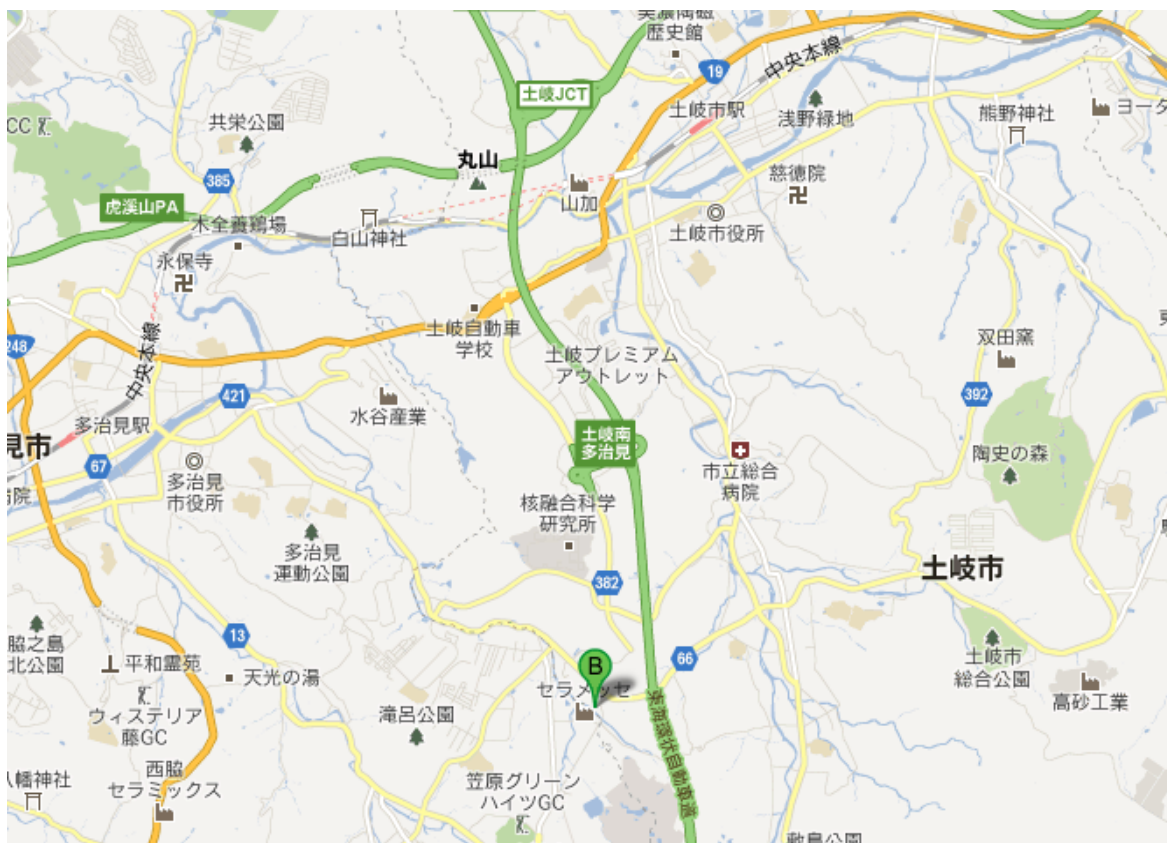 美濃陶磁
歴史館
19
中央本線
土岐JCT
土岐市駅
浅野緑地
熊野神社
ヨータ
CC
共栄公園
丸山
慈徳院
385
山加
虎溪山PA
木全養鶏場
白山神社
土岐市役所
永保寺
土岐自動車
学校
双田窯
248
中央本線
土岐プレミアム
アウトレット
421
392
水谷産業
多治見駅
見市
土岐南
多治見
陶史の森
67
市立総合
病院
多治見
市役所
病院
核融合科学
研究所
多治見
運動公園
382
土岐市
13
脇之島
北公園
66
土岐市
総合公園
平和霊苑
天光の湯
B
セラメッセ
高砂工業
ウィステリア
藤GC
滝呂公園
東海環状自動車道
西脇
セラミックス
八幡神社
笠原グリーン
ハイツGC
敷島公園